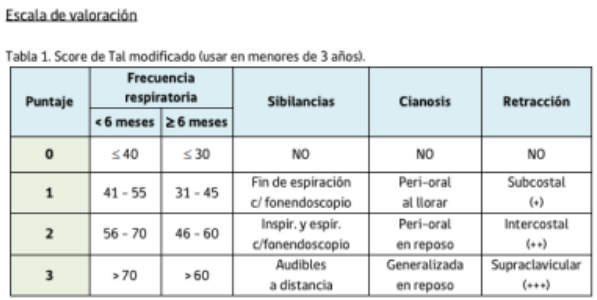 Escala de valoración
Tabla 1. Score de Tal modificado (usar en menores de 3 años).
Puntaje Frecuencia respiratoria Sibilancias Cianosis Retracción
< 6 meses ≥ 6 meses
0 ≤ 40 ≤ 30 NO NO NO
1 41 - 55 31 - 45 Fin de espiración c/ fonendoscopio Peri-oral al llorar Subcostal (+)
2 56 - 70 46 - 60 Inspir. y espir. c/fonendoscopio Peri-oral en reposo Intercostal (++)
3 >70 >60 Audibles a distancia Generalizada en reposo Supraclavicular (+++)